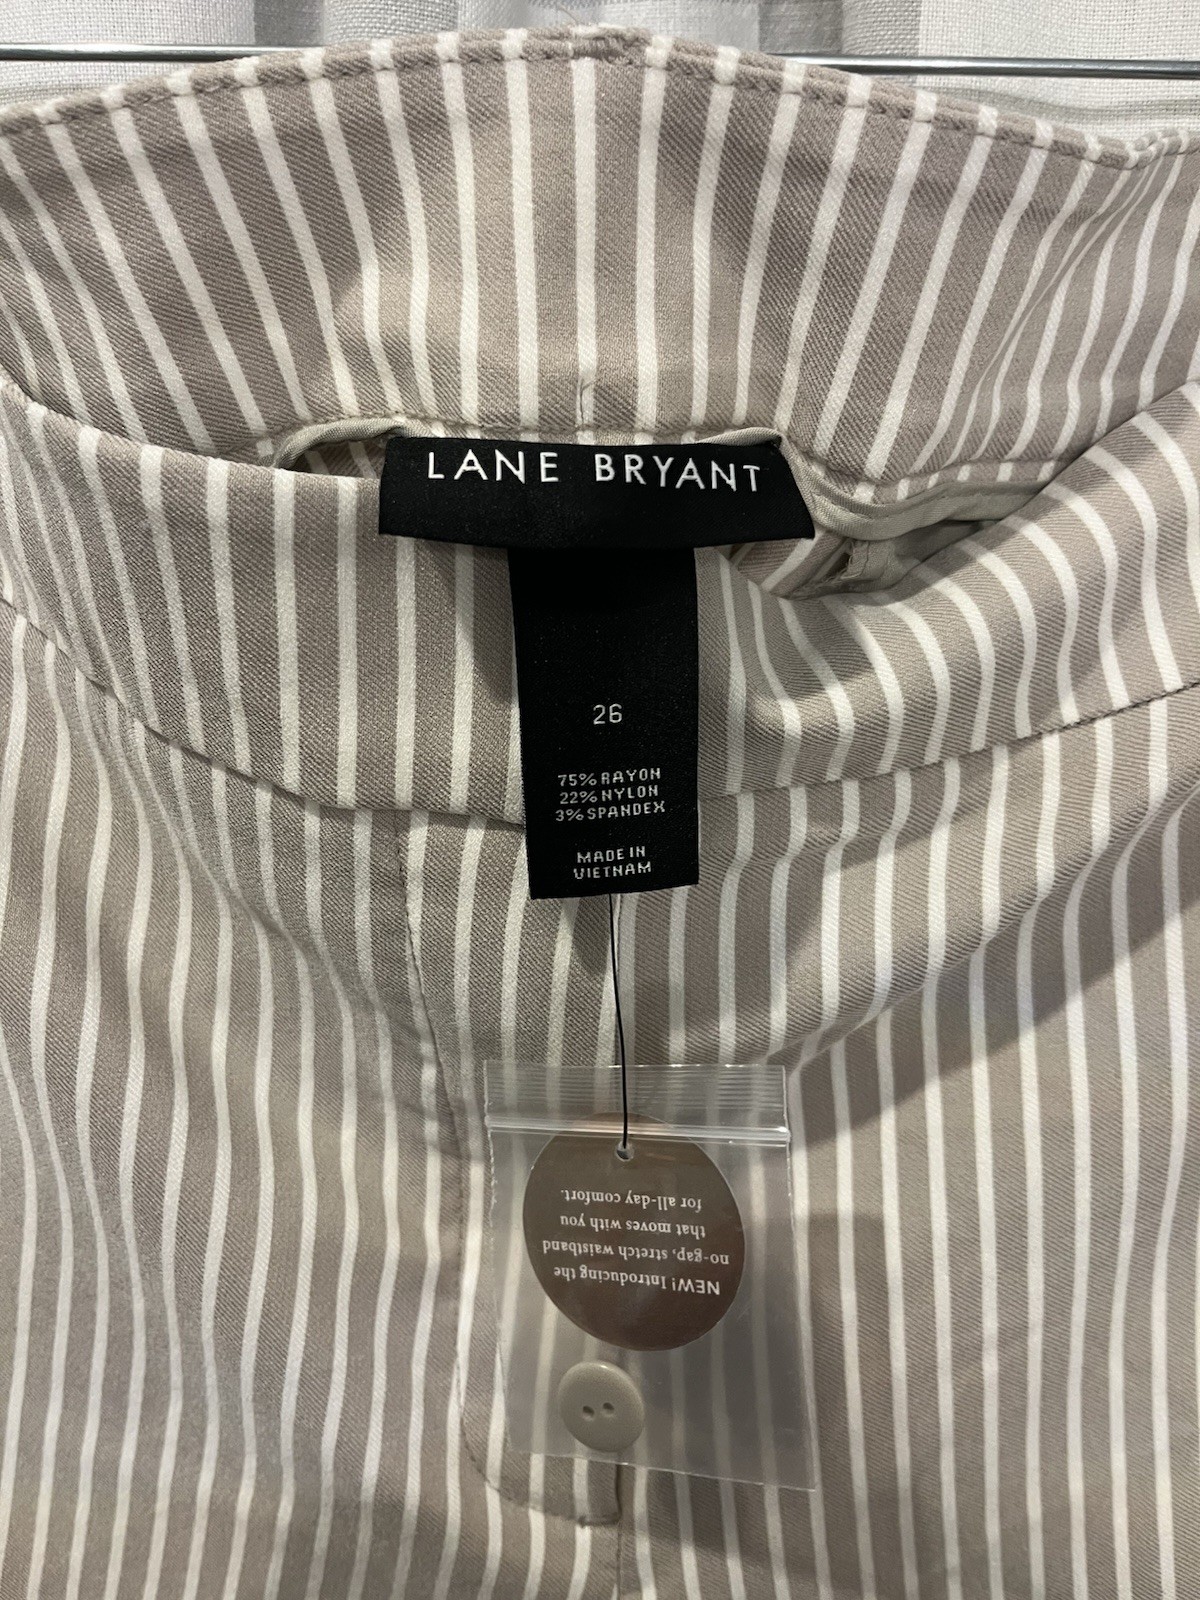 LANE BRYANT
26
75% RAYON
22% NYLON
3% SPANDEX
MADE IN
VIETNAM
NEW! Introducing the
no-gap, stretch waistband
that moves with you
for all-day comfort.